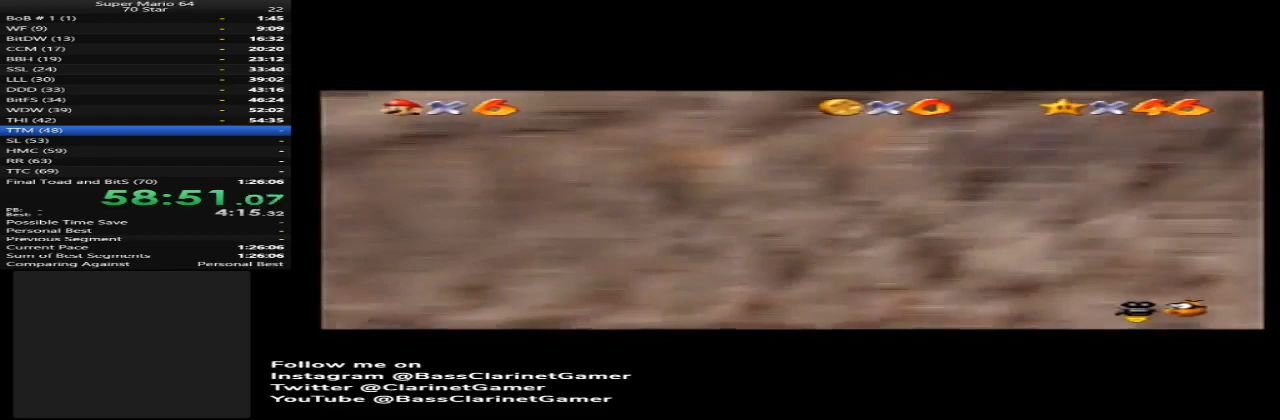 Super Mario 64
70 Star 22
BoB # 1 (1) - 1:45
WF (9) - 9:09
BitDW (13) - 16:32
CCM (17) - 20:20
BBH (19) - 23:12
SSL (24) - 33:40
LLL (30) - 39:02
DDD (33) - 43:16
BitFS (34) - 46:24
WDW (39) - 52:02
THI (42) - 54:35
TTM (48) -
SL (53) -
HMC (59) -
RR (63) -
TTC (69) -
Final Toad and BitS (70) 1:26:06
58:51.07
PB: -
Best: - 4:15.32
Possible Time Save -
Personal Best -
Previous Segment -
Current Pace 1:26:06
Sum of Best Segments 1:26:06
Comparing Against Personal Best
× 6
× 0
× 46
Follow me on
Instagram @BassClarinetGamer
Twitter @ClarinetGamer
YouTube @BassClarinetGamer